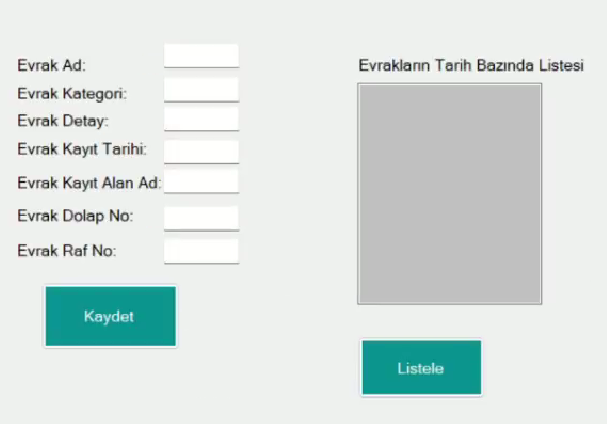 Evrak Ad:
Evrak Kategori:
Evrak Detay:
Evrak Kayıt Tarihi:
Evrak Kayıt Alan Ad:
Evrak Dolap No:
Evrak Raf No:
Kaydet
Evrakların Tarih Bazında Listesi
Listele